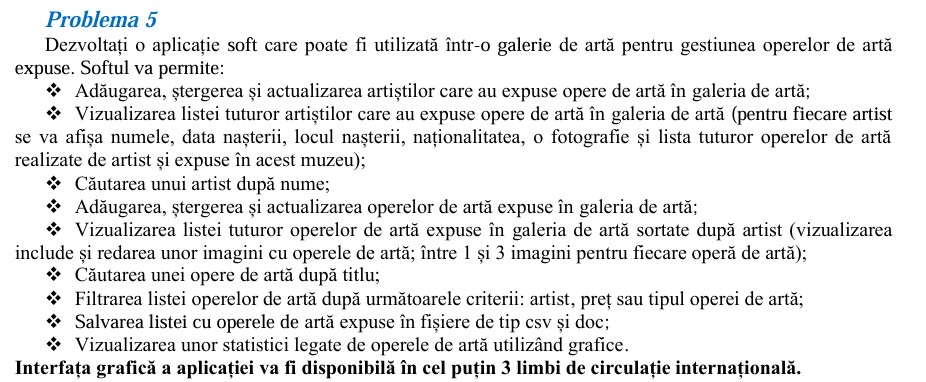 Problema 5
Dezvoltați o aplicație soft care poate fi utilizată într-o galerie de artă pentru gestiunea operelor de artă
expuse. Softul va permite:
❖ Adăugarea, ștergerea și actualizarea artiștilor care au expus opere de artă în galeria de artă;
❖ Vizualizarea listei tuturor artiștilor care au expus opere de artă în galeria de artă (pentru fiecare artist
se va afișa numele, data nașterii, locul nașterii, naționalitatea, o fotografie și lista tuturor operelor de artă
realizate de artist și expuse în acest muzeu);
❖ Căutarea unui artist după nume;
❖ Adăugarea, ștergerea și actualizarea operelor de artă expuse în galeria de artă;
❖ Vizualizarea listei tuturor operelor de artă expuse în galeria de artă sortate după artist (vizualizarea
include și redarea unor imagini cu operele de artă; între 1 și 3 imagini pentru fiecare operă de artă);
❖ Căutarea unei opere de artă după titlu;
❖ Filtrarea listei operelor de artă după următoarele criterii: artist, preț sau tipul operei de artă;
❖ Salvarea listei cu operele de artă expuse în fișiere de tip csv și doc;
❖ Vizualizarea unor statistici legate de operele de artă utilizând grafice.
Interfața grafică a aplicației va fi disponibilă în cel puțin 3 limbi de circulație internațională.